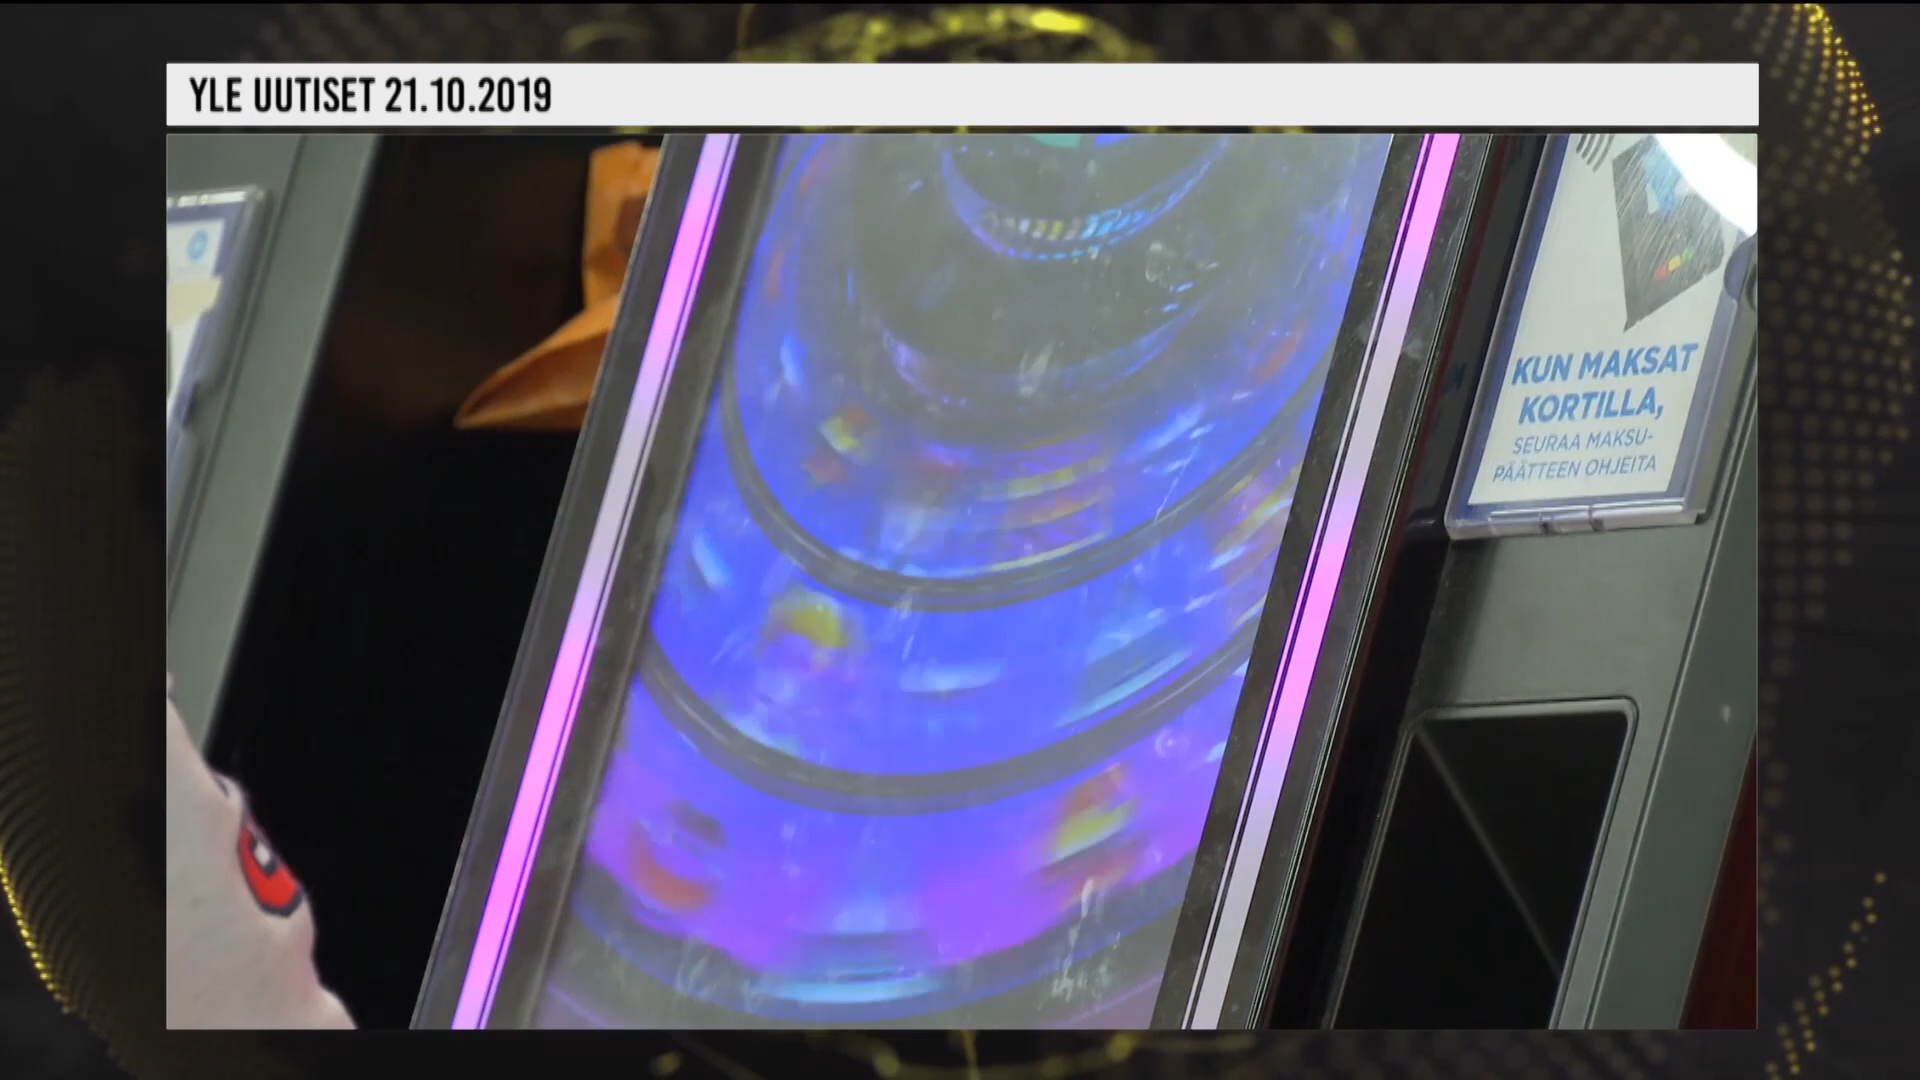 YLE UUTISET 21.10.2019
KUN MAKSAT
KORTILLA,
SEURAA MAKSU-
PÄÄTTEEN OHJEITA